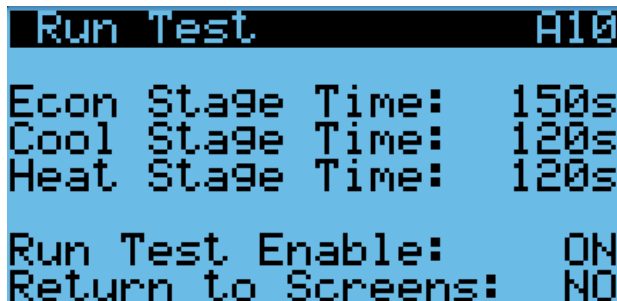 Run Test A10
Econ Stage Time: 150s
Cool Stage Time: 120s
Heat Stage Time: 120s
Run Test Enable: ON
Return to Screens: NO